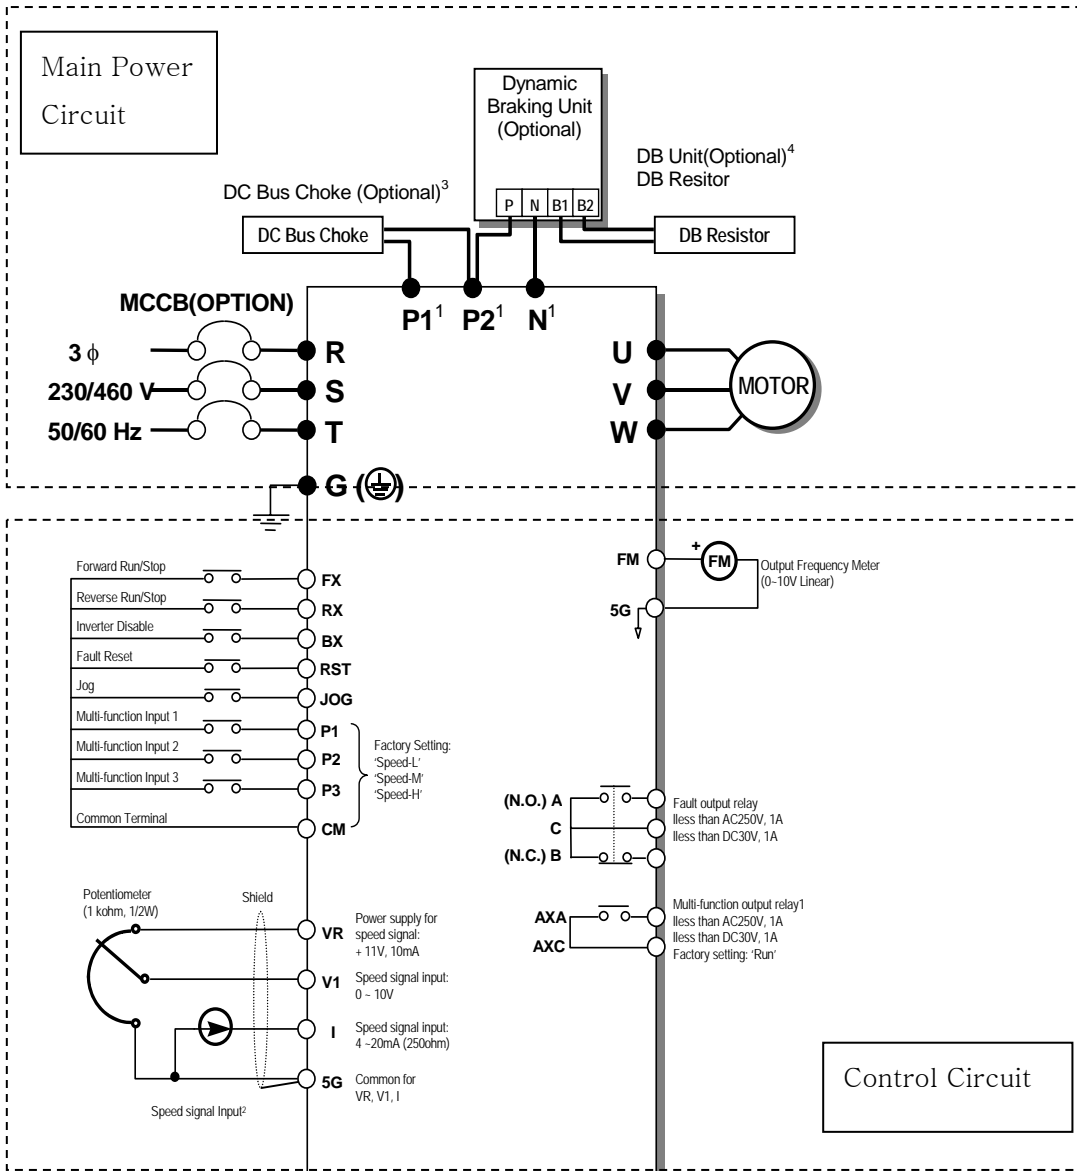 Main Power
Circuit
Dynamic
Braking Unit
(Optional)
P N B1 B2
DB Unit(Optional)4
DB Resitor
DC Bus Choke (Optional)3
DC Bus Choke
DB Resistor
MCCB(OPTION)
P11 P21 N1
3 ϕ
R
U
230/460 V
S
V
MOTOR
50/60 Hz
T
W
G ( )
Forward Run/Stop
FX
Reverse Run/Stop
RX
Inverter Disable
BX
Fault Reset
RST
Jog
JOG
Multi-function Input 1
P1
Multi-function Input 2
P2
Multi-function Input 3
P3
Common Terminal
CM
Factory Setting:
'Speed-L'
'Speed-M'
'Speed-H'
FM
+
FM
Output Frequency Meter
(0~10V Linear)
5G
(N.O.) A
C
(N.C.) B
Fault output relay
lless than AC250V, 1A
lless than DC30V, 1A
AXA
AXC
Multi-function output relay1
lless than AC250V, 1A
lless than DC30V, 1A
Factory setting: 'Run'
Potentiometer
(1 kohm, 1/2W)
Shield
VR
Power supply for
speed signal:
+ 11V, 10mA
V1
Speed signal input:
0 ~ 10V
I
Speed signal input:
4 ~20mA (250ohm)
5G
Common for
VR, V1, I
Speed signal Input2
Control Circuit